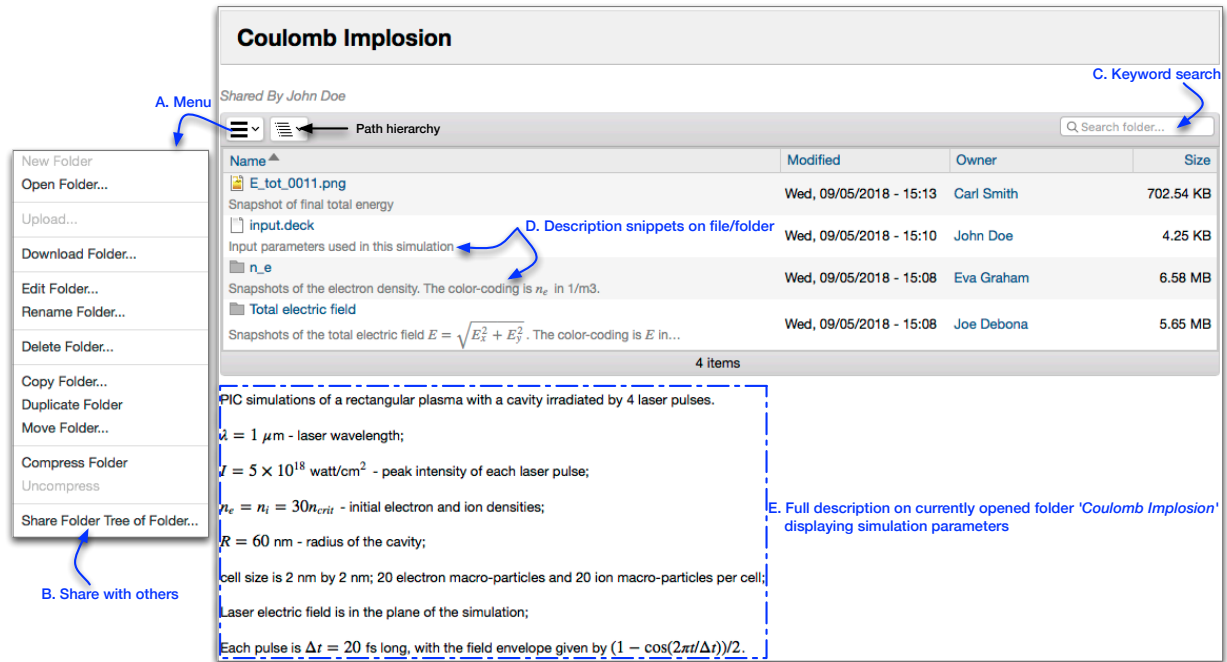 Coulomb Implosion
C. Keyword search
Shared By John Doe
A. Menu
Path hierarchy
Search folder...
New Folder
Open Folder...
Upload...
Download Folder...
Edit Folder...
Rename Folder...
Delete Folder...
Copy Folder...
Duplicate Folder
Move Folder...
Compress Folder
Uncompress
Share Folder Tree of Folder...
B. Share with others
Name Modified Owner Size
E_tot_0011.png Wed, 09/05/2018 - 15:13 Carl Smith 702.54 KB
Snapshot of final total energy
input.deck Wed, 09/05/2018 - 15:10 John Doe 4.25 KB
D. Description snippets on file/folder
Input parameters used in this simulation
n_e Wed, 09/05/2018 - 15:08 Eva Graham 6.58 MB
Snapshots of the electron density. The color-coding is nₑ in 1/m3.
Total electric field Wed, 09/05/2018 - 15:08 Joe Debona 5.65 MB
Snapshots of the total electric field E = √(E_x^2 + E_y^2) . The color-coding is E in...
4 items
PIC simulations of a rectangular plasma with a cavity irradiated by 4 laser pulses.
λ = 1 μm - laser wavelength;
I = 5 × 10^18 watt/cm^2 - peak intensity of each laser pulse;
n_e = n_i = 30n_crit - initial electron and ion densities;
R = 60 nm - radius of the cavity;
cell size is 2 nm by 2 nm; 20 electron macro-particles and 20 ion macro-particles per cell;
Laser electric field is in the plane of the simulation;
Each pulse is Δt = 20 fs long, with the field envelope given by (1 − cos(2πt/Δt))/2.
E. Full description on currently opened folder 'Coulomb Implosion'
displaying simulation parameters